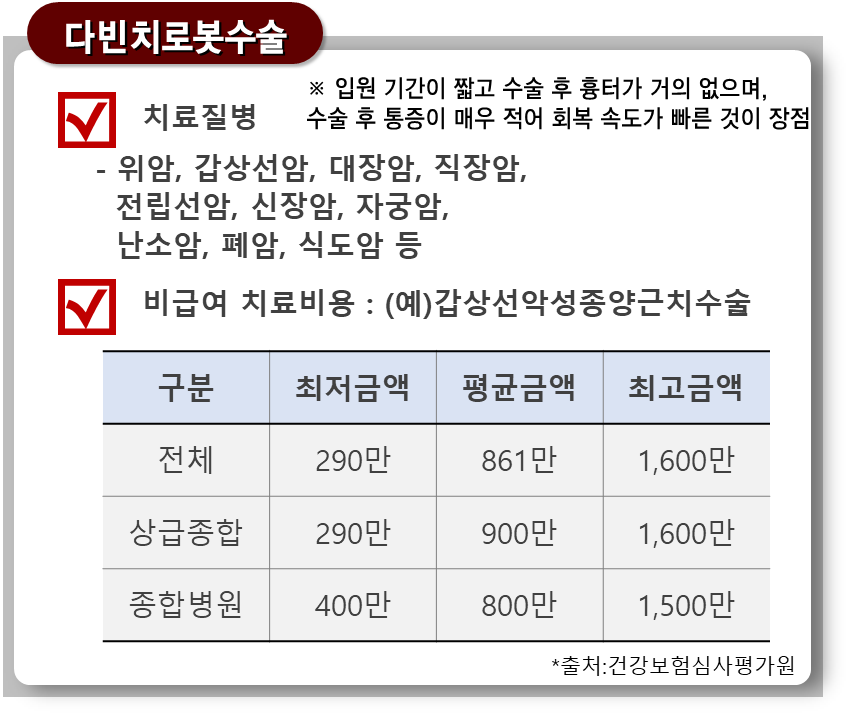 다빈치로봇수술
※ 입원 기간이 짧고 수술 후 흉터가 거의 없으며,
치료질병 수술 후 통증이 매우 적어 회복 속도가 빠른 것이 장점
- 위암, 갑상선암, 대장암, 직장암,
전립선암, 신장암, 자궁암,
난소암, 폐암, 식도암 등
비급여 치료비용 : (예)갑상선악성종양근치수술
구분 최저금액 평균금액 최고금액
전체 290만 861만 1,600만
상급종합 290만 900만 1,600만
종합병원 400만 800만 1,500만
*출처:건강보험심사평가원